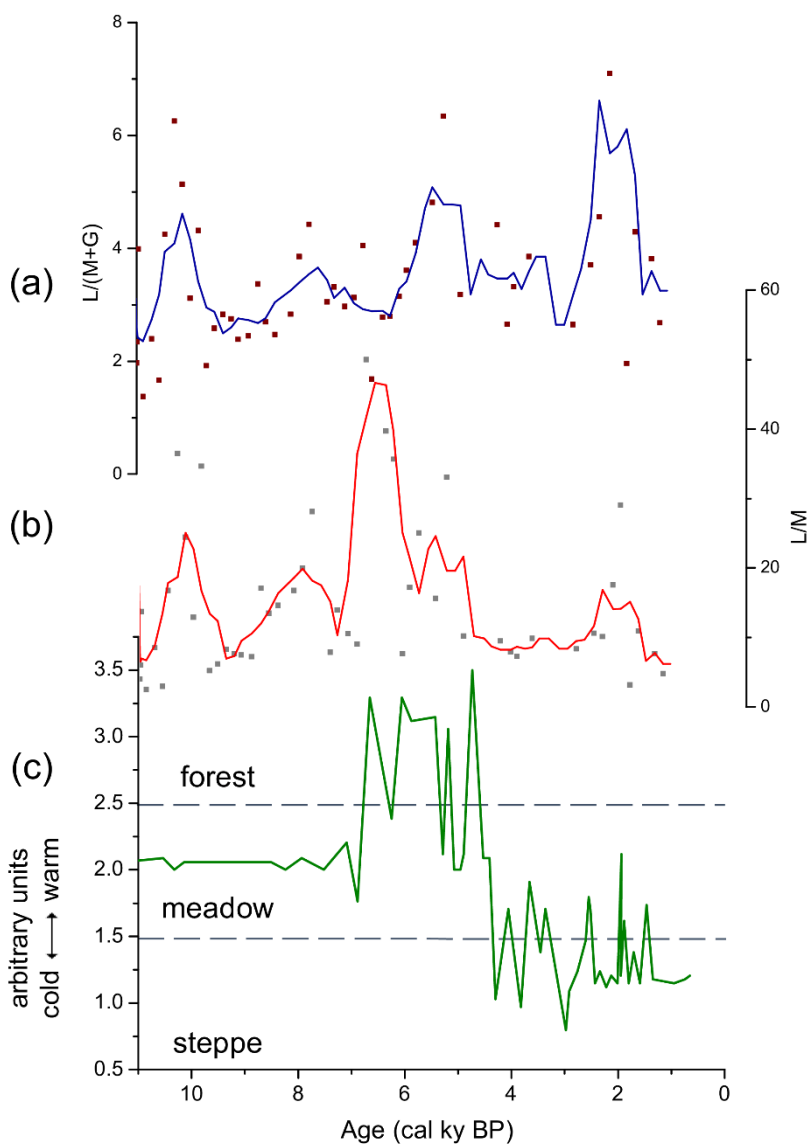 8
6
4
2
0
L/(M+G)
(a)
60
40
20
0
L/M
(b)
3.5
3.0
2.5
2.0
1.5
1.0
0.5
(c)
arbitrary units
cold ⟷ warm
forest
meadow
steppe
10 8 6 4 2 0
Age (cal ky BP)